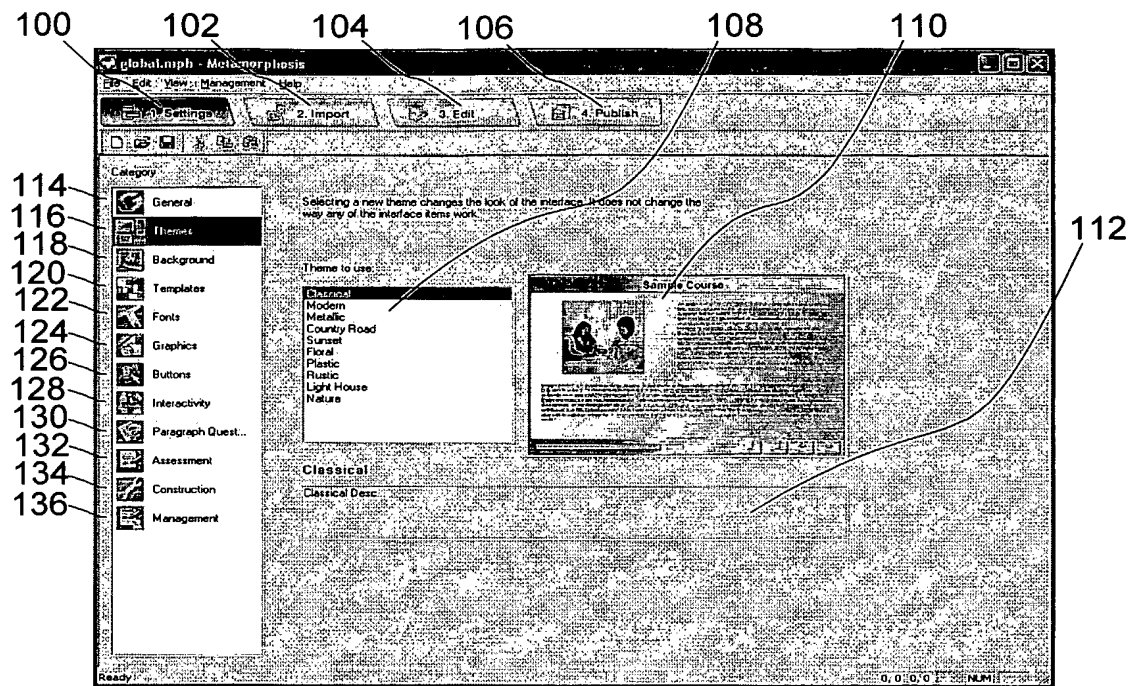 100 102 104 106 108 110
global.mph - Metamorphosis
File Edit View Management Help
1. Settings 2. Import 3. Edit 4. Publish
Category
114 General
116 Themes
118 Background
120 Templates
122 Fonts
124 Graphics
126 Buttons
128 Interactivity
130 Paragraph Quest...
132 Assessment
134 Construction
136 Management
Selecting a new theme changes the look of the interface. It does not change the
way any of the interface items work.
112
Theme to use:
Classical
Modern
Metallic
Country Road
Sunset
Floral
Plastic
Rustic
Light House
Nature
Sample Course
Classical
Classical Desc
Ready 0, 0, 0, 0 NUM